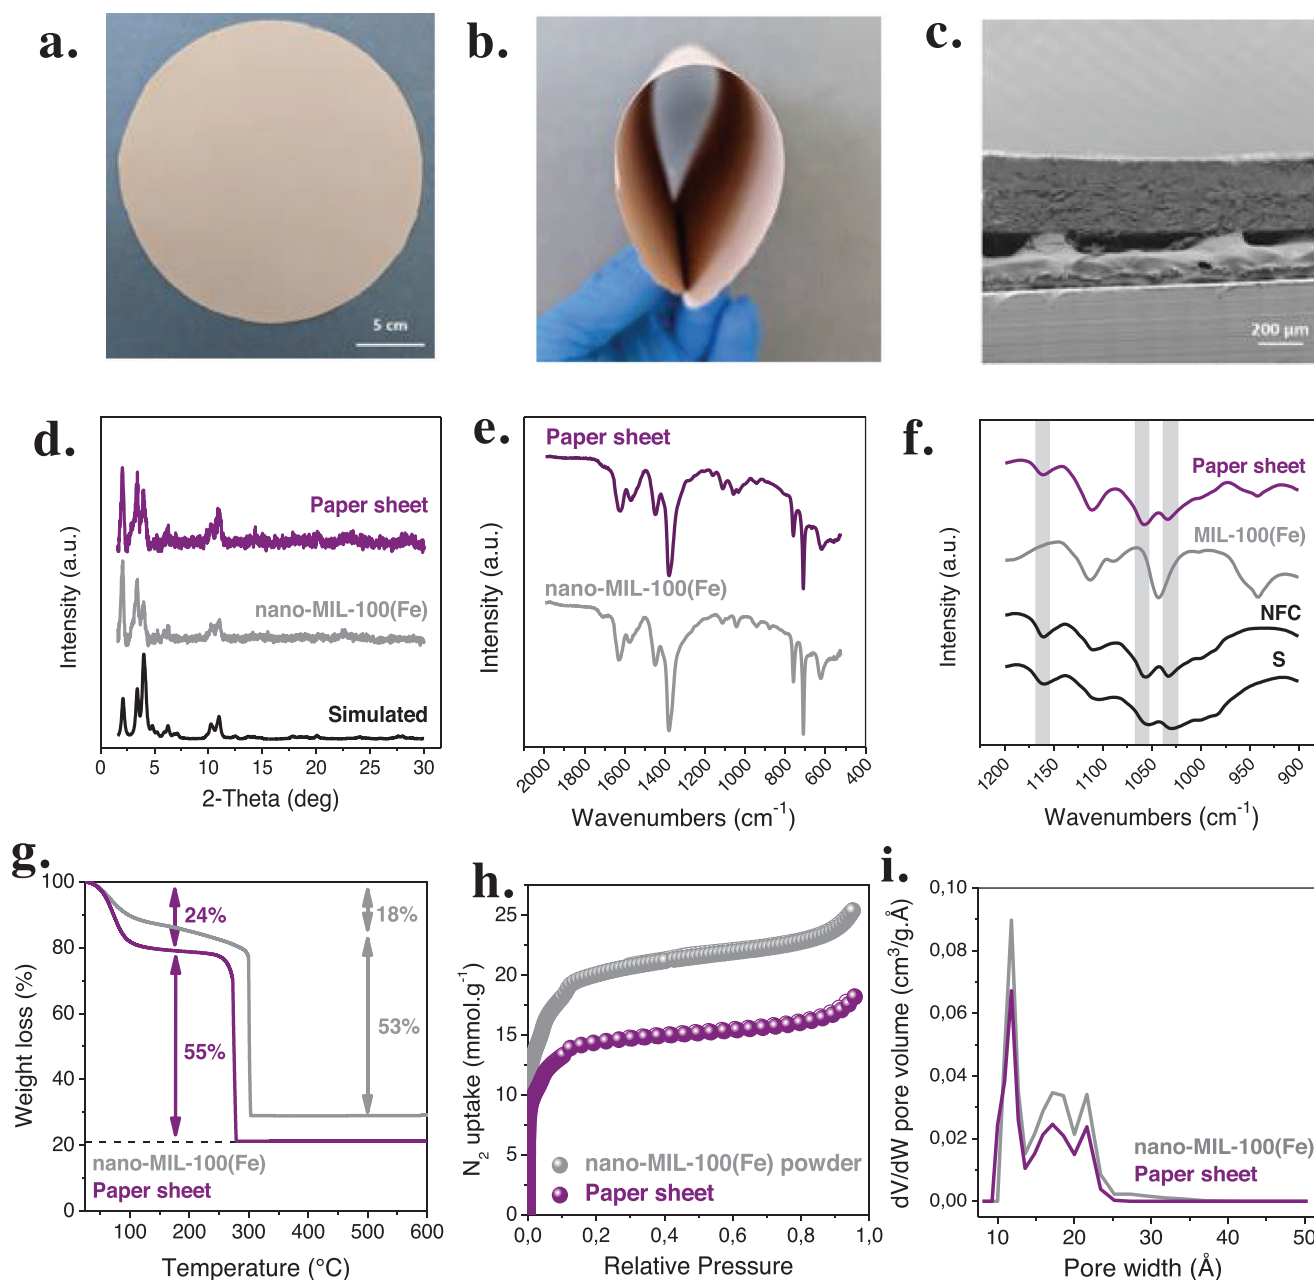 a.
5 cm
b.
c.
200 µm
d.
Paper sheet
nano-MIL-100(Fe)
Simulated
Intensity (a.u.)
0 5 10 15 20 25 30
2-Theta (deg)
e.
Paper sheet
nano-MIL-100(Fe)
Intensity (a.u.)
2000 1800 1600 1400 1200 1000 800 600 400
Wavenumbers (cm⁻¹)
f.
Paper sheet
MIL-100(Fe)
NFC
S
Intensity (a.u.)
1200 1150 1100 1050 1000 950 900
Wavenumbers (cm⁻¹)
g.
100
80
60
40
20
0
Weight loss (%)
24%
18%
55%
53%
nano-MIL-100(Fe)
Paper sheet
100 200 300 400 500 600
Temperature (°C)
h.
25
20
15
10
5
0
N₂ uptake (mmol.g⁻¹)
nano-MIL-100(Fe) powder
Paper sheet
0,0 0,2 0,4 0,6 0,8 1,0
Relative Pressure
i.
0,10
0,08
0,06
0,04
0,02
0,00
dV/dW pore volume (cm³/g.Å)
nano-MIL-100(Fe)
Paper sheet
10 20 30 40 50
Pore width (Å)